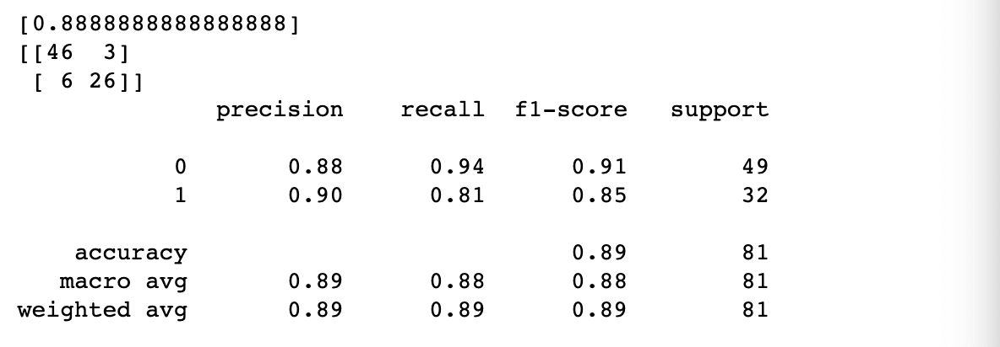 [0.8888888888888888]
[[46  3]
 [ 6 26]]
              precision    recall  f1-score   support

           0       0.88      0.94      0.91        49
           1       0.90      0.81      0.85        32

    accuracy                           0.89        81
   macro avg       0.89      0.88      0.88        81
weighted avg       0.89      0.89      0.89        81